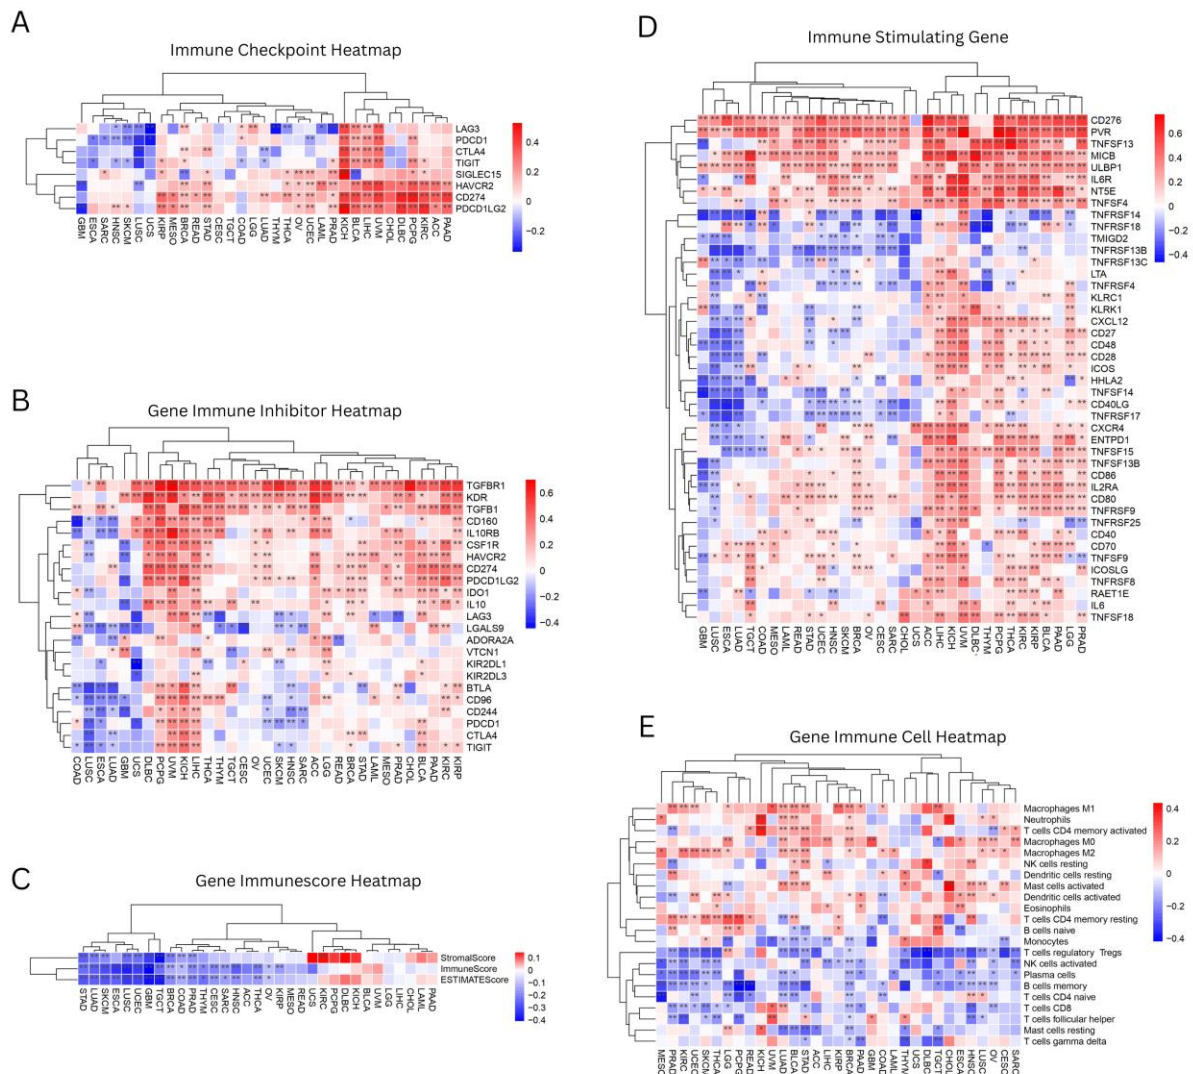 A
Immune Checkpoint Heatmap
LAG3
PDCD1
CTLA4
TIGIT
SIGLEC15
HAVCR2
CD274
PDCD1LG2
GBM
ESCA
SARC
HNSC
SKCM
LUSC
UCS
KIRP
MESO
BRCA
READ
STAD
CESC
TGCT
COAD
LGG
LUAD
THYM
THCA
OV
UCEC
LAML
PRAD
KICH
BLCA
LIHC
UVM
CHOL
DLBC
PCPG
KIRC
ACC
PAAD
0.4
0.2
0
−0.2
B
Gene Immune Inhibitor Heatmap
TGFBR1
KDR
TGFB1
CD160
IL10RB
CSF1R
HAVCR2
CD274
PDCD1LG2
IDO1
IL10
LAG3
LGALS9
ADORA2A
VTCN1
KIR2DL1
KIR2DL3
BTLA
CD96
CD244
PDCD1
CTLA4
TIGIT
COAD
LUSC
ESCA
LUAD
GBM
UCS
DLBC
PCPG
UVM
KICH
LIHC
THCA
THYM
TGCT
CESC
OV
UCEC
SKCM
HNSC
SARC
ACC
LGG
READ
BRCA
STAD
LAML
MESO
PRAD
CHOL
BLCA
PAAD
KIRC
KIRP
0.6
0.4
0.2
0
−0.2
−0.4
C
Gene Immunescore Heatmap
StromalScore
ImmuneScore
ESTIMATEScore
STAD
LUAD
SKCM
ESCA
LUSC
UCEC
GBM
TGCT
BRCA
COAD
PRAD
THYM
CESC
SARC
HNSC
ACC
THCA
OV
KIRP
MESO
READ
UCS
KIRC
PCPG
DLBC
KICH
BLCA
UVM
LGG
LIHC
CHOL
LAML
PAAD
0.1
0
−0.1
−0.2
−0.3
−0.4
D
Immune Stimulating Gene
CD276
PVR
TNFSF13
MICB
ULBP1
IL6R
NT5E
TNFSF4
TNFRSF14
TNFRSF18
TMIGD2
TNFRSF13B
TNFRSF13C
LTA
TNFRSF4
KLRC1
KLRK1
CXCL12
CD27
CD48
CD28
ICOS
HHLA2
TNFSF14
CD40LG
TNFRSF17
CXCR4
ENTPD1
TNFSF15
TNFSF13B
CD86
IL2RA
CD80
TNFRSF9
TNFRSF25
CD40
CD70
TNFSF9
ICOSLG
TNFRSF8
RAET1E
IL6
TNFSF18
GBM
LUSC
ESCA
LUAD
TGCT
COAD
MESO
LAML
READ
STAD
UCEC
HNSC
SKCM
BRCA
OV
CESC
SARC
CHOL
UCS
ACC
LIHC
KICH
UVM
DLBC
THYM
PCPG
THCA
KIRC
KIRP
BLCA
PAAD
LGG
PRAD
0.6
0.4
0.2
0
−0.2
−0.4
E
Gene Immune Cell Heatmap
Macrophages M1
Neutrophils
T cells CD4 memory activated
Macrophages M0
Macrophages M2
NK cells resting
Dendritic cells resting
Mast cells activated
Dendritic cells activated
Eosinophils
T cells CD4 memory resting
B cells naive
Monocytes
T cells regulatory Tregs
NK cells activated
Plasma cells
B cells memory
T cells CD4 naive
T cells CD8
T cells follicular helper
Mast cells resting
T cells gamma delta
MESO
PRAD
KIRC
UCEC
SKCM
THCA
LGG
PCPG
READ
KICH
UVM
LUAD
BLCA
STAD
ACC
LIHC
KIRP
BRCA
PAAD
GBM
COAD
LAML
THYM
UCS
DLBC
TGCT
CHOL
ESCA
HNSC
LUSC
OV
CESC
SARC
0.4
0.2
0
−0.2
−0.4